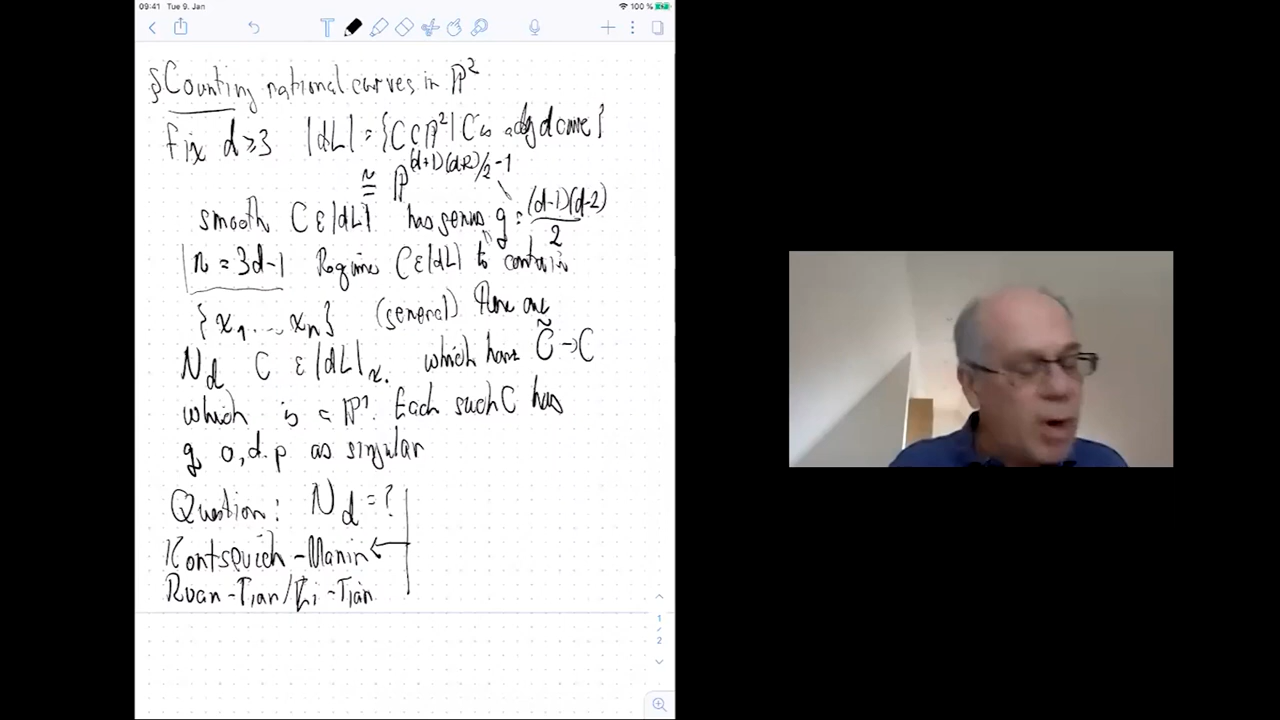 09:41 Tue 9. Jan 100 %
§Counting rational curves in ℙ²
Fix d≥3 |dL| = {C⊂ℙ² | C is a deg d curve}
≅ ℙ^(d+1)(d+2)/2 -1
smooth C ∈ |dL| has genus g = (d-1)(d-2)/2
n = 3d-1 Require C∈|dL| to contain
{x₁ ..., xₙ} (general) There are
N_d C ∈ |dL|_x. which have C̃→C
which is a ℙ¹. Each such C has
g o,d.p as singular
Question: N_d = ?
Kontsevich-Manin ←
Ruan-Tian/Li-Tian
1
2